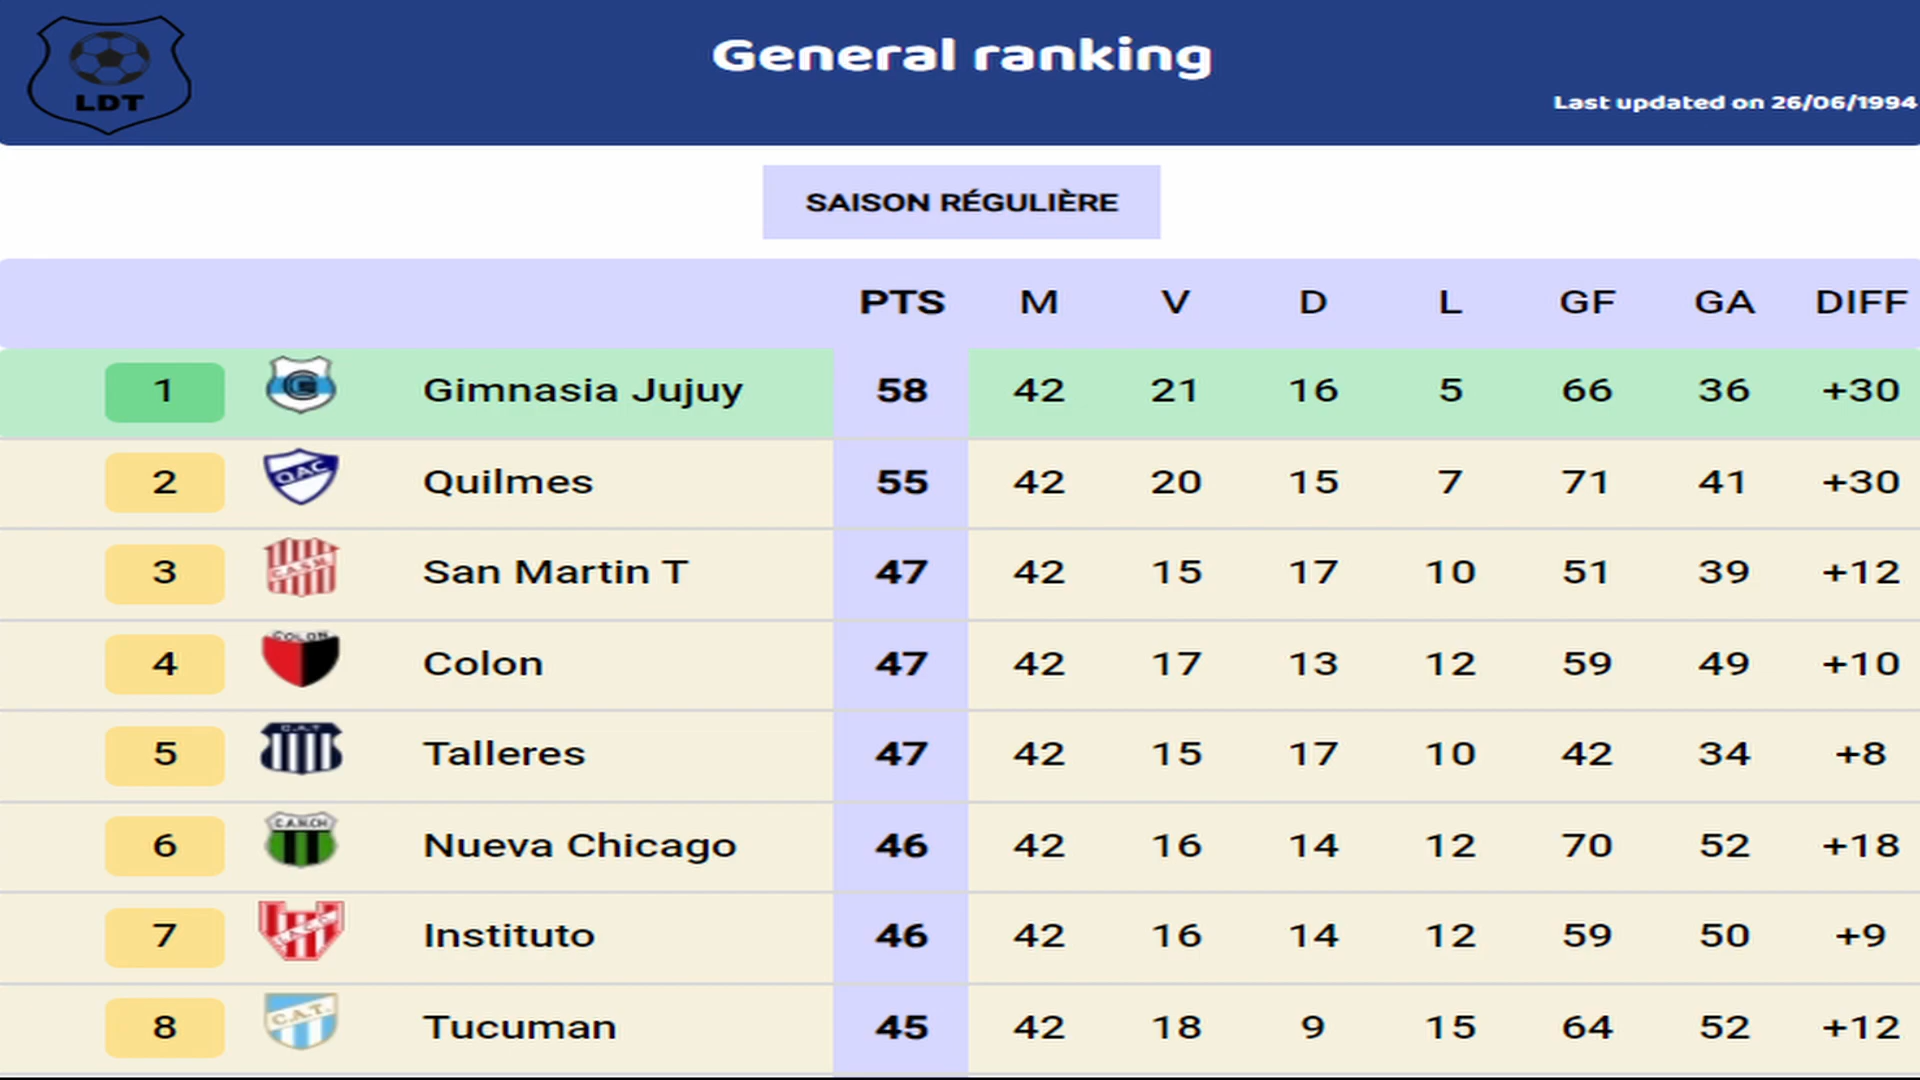 LDT
General ranking
Last updated on 26/06/1994
SAISON RÉGULIÈRE
PTS M V D L GF GA DIFF
1 Gimnasia Jujuy 58 42 21 16 5 66 36 +30
2 QAC Quilmes 55 42 20 15 7 71 41 +30
3 C.A.S.M. San Martin T 47 42 15 17 10 51 39 +12
4 COLON Colon 47 42 17 13 12 59 49 +10
5 C.A.T Talleres 47 42 15 17 10 42 34 +8
6 C.A.N.CH Nueva Chicago 46 42 16 14 12 70 52 +18
7 Instituto 46 42 16 14 12 59 50 +9
8 C.A.T. Tucuman 45 42 18 9 15 64 52 +12